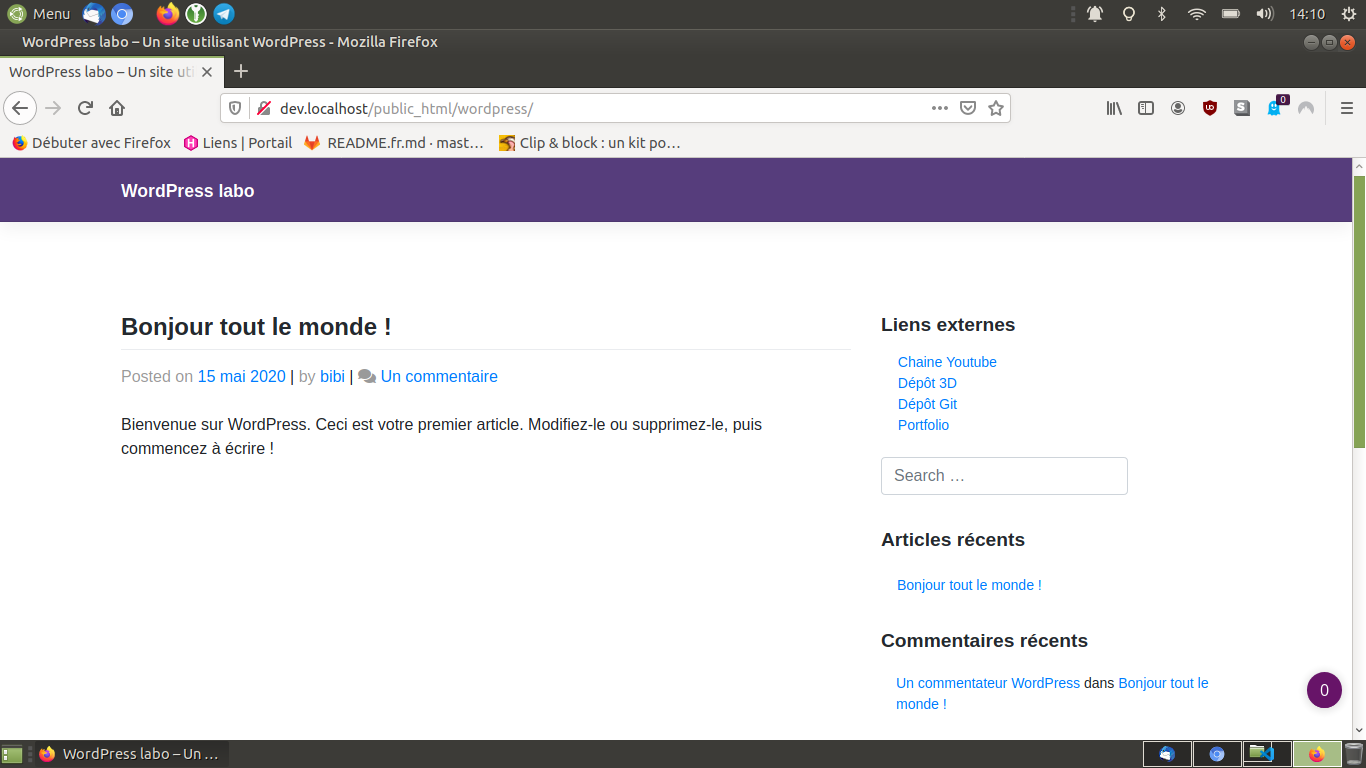 Menu
14:10
WordPress labo – Un site utilisant WordPress - Mozilla Firefox
WordPress labo – Un site uti
dev.localhost/public_html/wordpress/
0
Débuter avec Firefox
Liens | Portail
README.fr.md · mast…
Clip & block : un kit po…
WordPress labo
Bonjour tout le monde !
Posted on 15 mai 2020 | by bibi | Un commentaire
Bienvenue sur WordPress. Ceci est votre premier article. Modifiez-le ou supprimez-le, puis
commencez à écrire !
Liens externes
Chaine Youtube
Dépôt 3D
Dépôt Git
Portfolio
Search …
Articles récents
Bonjour tout le monde !
Commentaires récents
Un commentateur WordPress dans Bonjour tout le
monde !
0
WordPress labo – Un …